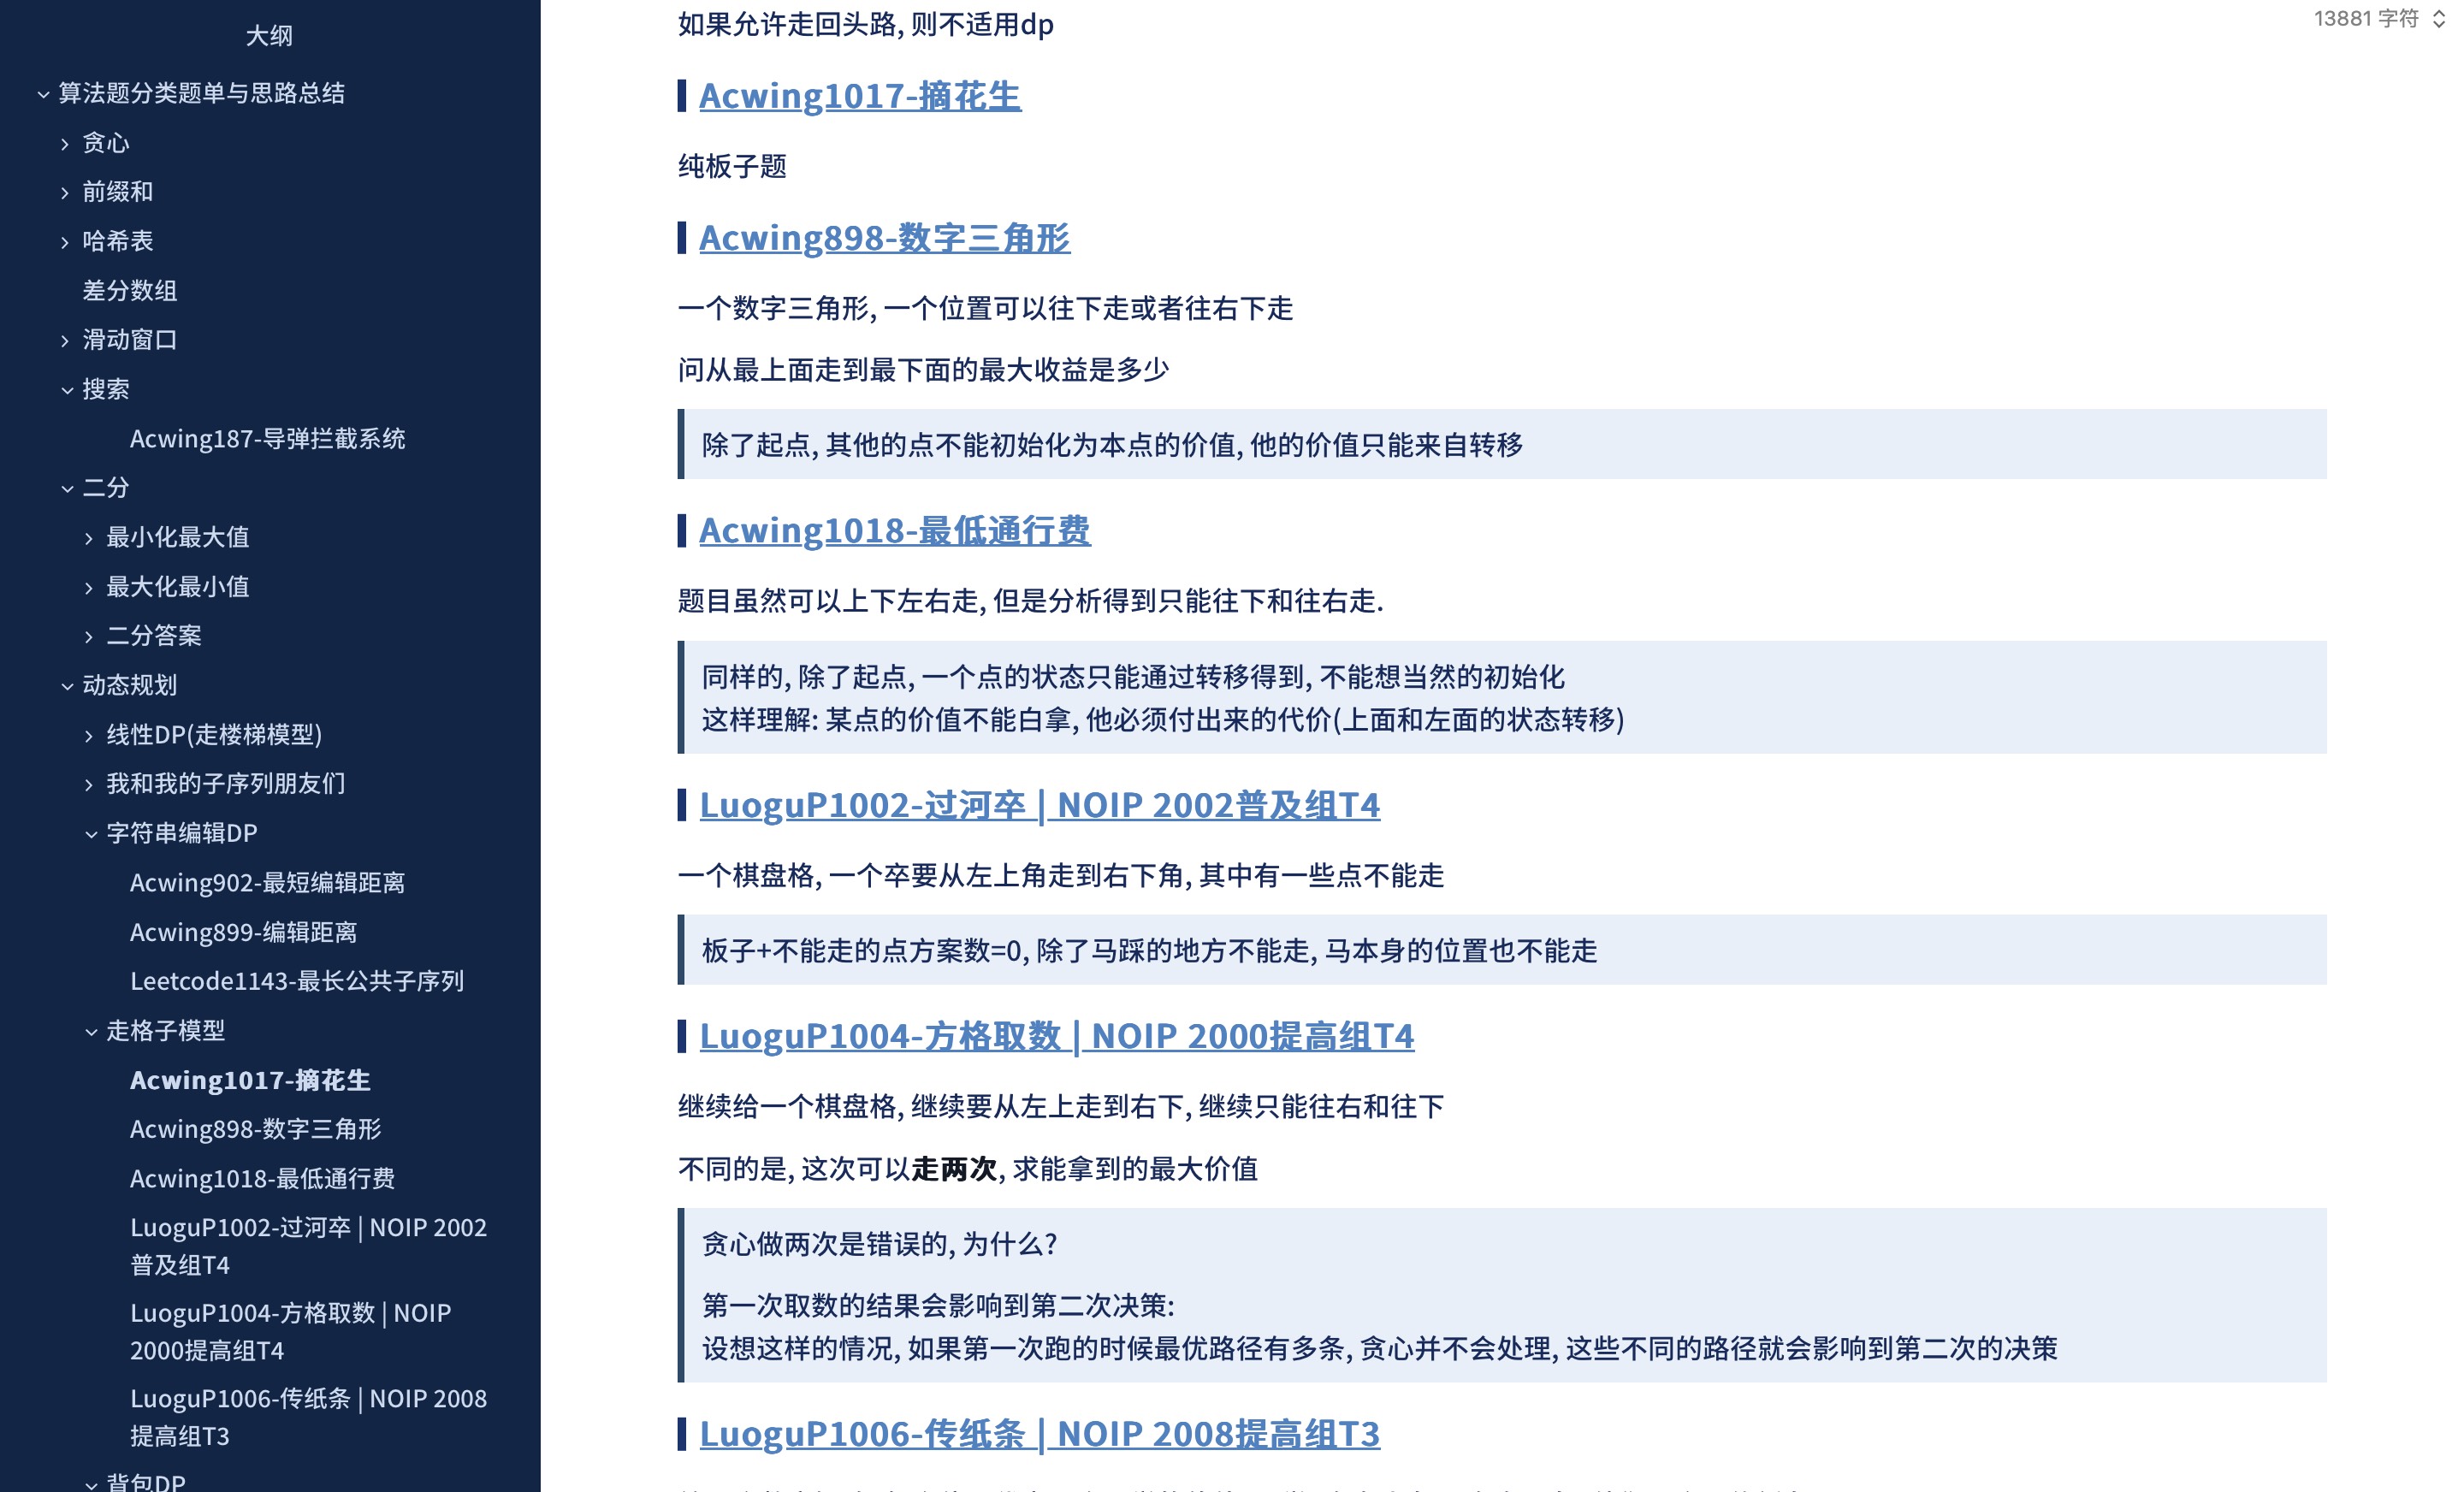 大纲
算法题分类题单与思路总结
贪心
前缀和
哈希表
差分数组
滑动窗口
搜索
Acwing187-导弹拦截系统
二分
最小化最大值
最大化最小值
二分答案
动态规划
线性DP(走楼梯模型)
我和我的子序列朋友们
字符串编辑DP
Acwing902-最短编辑距离
Acwing899-编辑距离
Leetcode1143-最长公共子序列
走格子模型
Acwing1017-摘花生
Acwing898-数字三角形
Acwing1018-最低通行费
LuoguP1002-过河卒 | NOIP 2002
普及组T4
LuoguP1004-方格取数 | NOIP
2000提高组T4
LuoguP1006-传纸条 | NOIP 2008
提高组T3
背包DP
13881 字符
如果允许走回头路, 则不适用dp
Acwing1017-摘花生
纯板子题
Acwing898-数字三角形
一个数字三角形, 一个位置可以往下走或者往右下走
问从最上面走到最下面的最大收益是多少
除了起点, 其他的点不能初始化为本点的价值, 他的价值只能来自转移
Acwing1018-最低通行费
题目虽然可以上下左右走, 但是分析得到只能往下和往右走.
同样的, 除了起点, 一个点的状态只能通过转移得到, 不能想当然的初始化
这样理解: 某点的价值不能白拿, 他必须付出来的代价(上面和左面的状态转移)
LuoguP1002-过河卒 | NOIP 2002普及组T4
一个棋盘格, 一个卒要从左上角走到右下角, 其中有一些点不能走
板子+不能走的点方案数=0, 除了马踩的地方不能走, 马本身的位置也不能走
LuoguP1004-方格取数 | NOIP 2000提高组T4
继续给一个棋盘格, 继续要从左上走到右下, 继续只能往右和往下
不同的是, 这次可以走两次, 求能拿到的最大价值
贪心做两次是错误的, 为什么?
第一次取数的结果会影响到第二次决策:
设想这样的情况, 如果第一次跑的时候最优路径有多条, 贪心并不会处理, 这些不同的路径就会影响到第二次的决策
LuoguP1006-传纸条 | NOIP 2008提高组T3